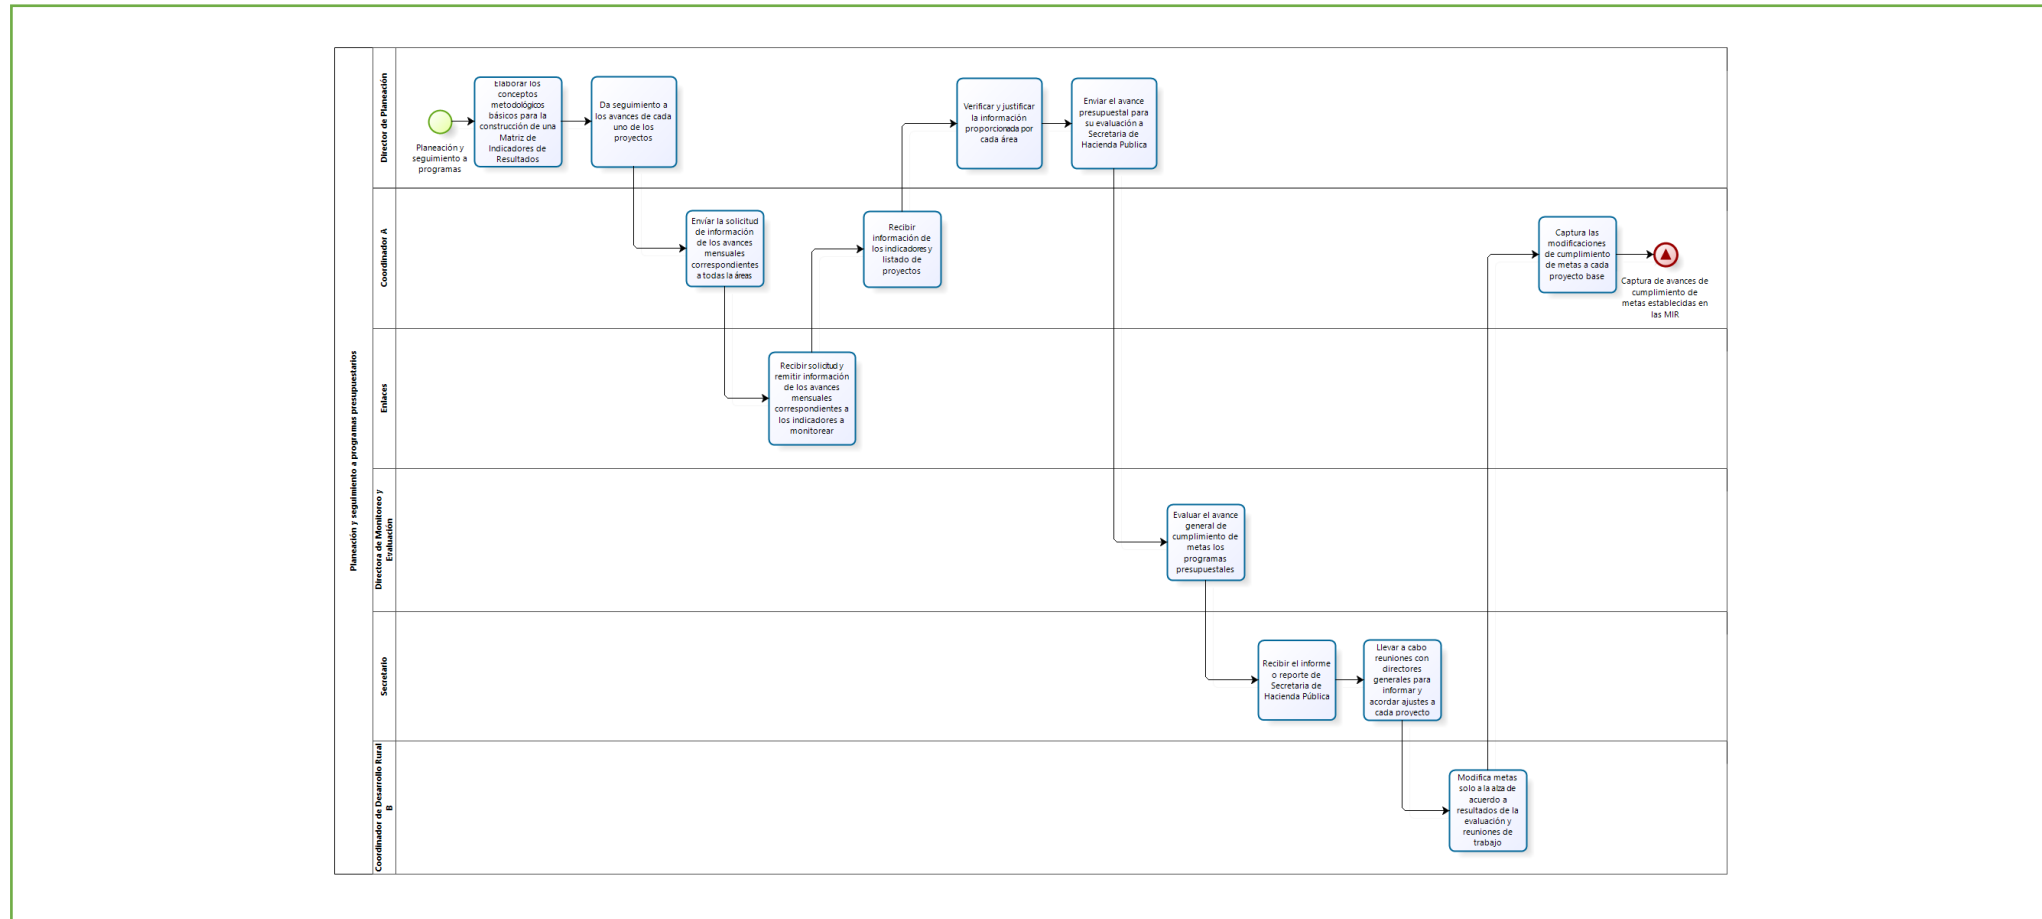 Planeación y seguimiento a programas presupuestarios
Director de Planeación
Planeación y
seguimiento a
programas
Elaborar los
conceptos
metodológicos
básicos para la
construcción de una
Matriz de
Indicadores de
Resultados
Da seguimiento a
los avances de cada
uno de los
proyectos
Verificar y justificar
la información
proporcionada por
cada área
Enviar el avance
presupuestal para
su evaluación a
Secretaria de
Hacienda Publica
Coordinador A
Envíar la solicitud
de información
de los avances
mensuales
correspondientes
a todas la áreas
Recibir
información de
los indicadores y
listado de
proyectos
Captura las
modificaciones
de cumplimiento
de metas a cada
proyecto base
Captura de avances de
cumplimiento de
metas establecidas en
las MIR
Enlaces
Recibir solicitud y
remitir información
de los avances
mensuales
correspondientes a
los indicadores a
monitorear
Directora de Monitoreo y
Evaluación
Evaluar el avance
general de
cumplimiento de
metas los
programas
presupuestales
Secretario
Recibir el informe
o reporte de
Secretaria de
Hacienda Pública
Llevar a cabo
reuniones con
directores
generales para
informar y
acordar ajustes a
cada proyecto
Coordinador de Desarrollo Rural
B
Modifica metas
solo a la alza de
acuerdo a
resultados de la
evaluación y
reuniones de
trabajo